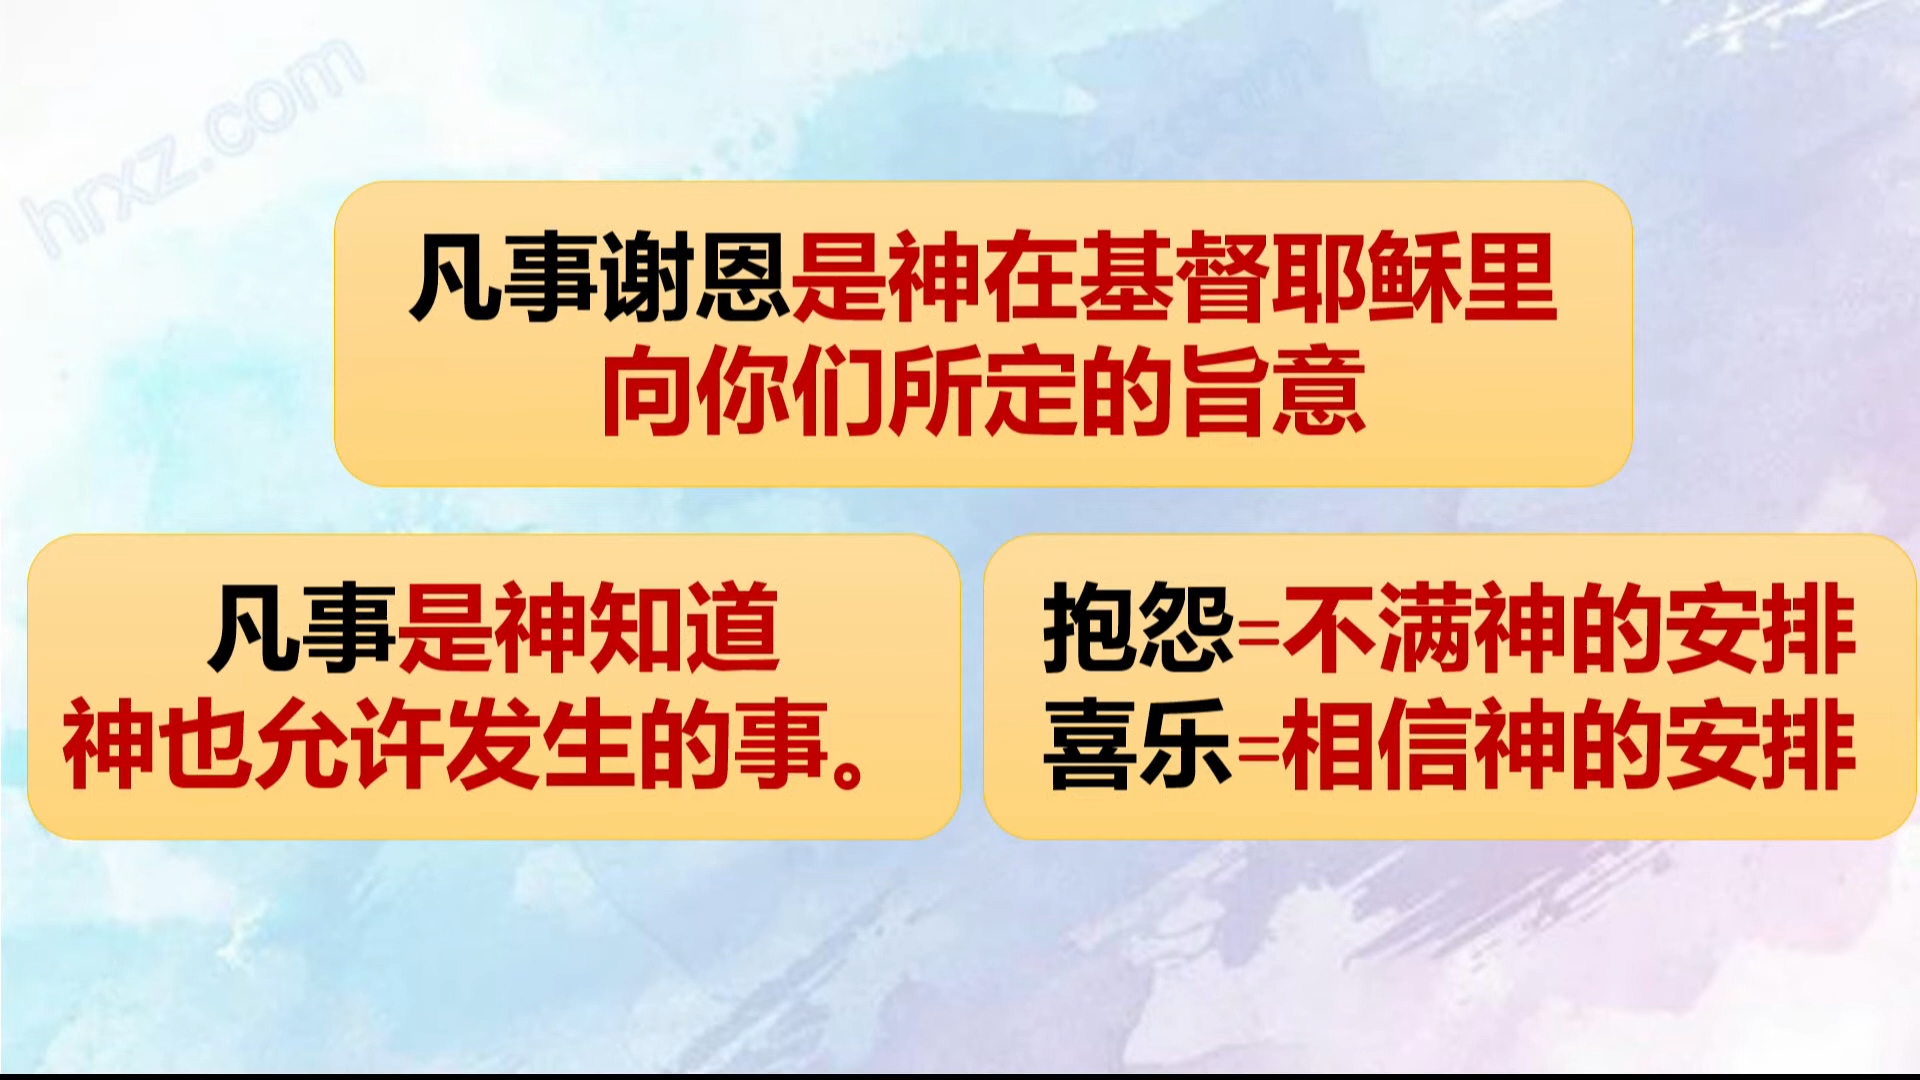 hrxz.com
凡事谢恩是神在基督耶稣里
向你们所定的旨意
凡事是神知道
神也允许发生的事。
抱怨=不满神的安排
喜乐=相信神的安排